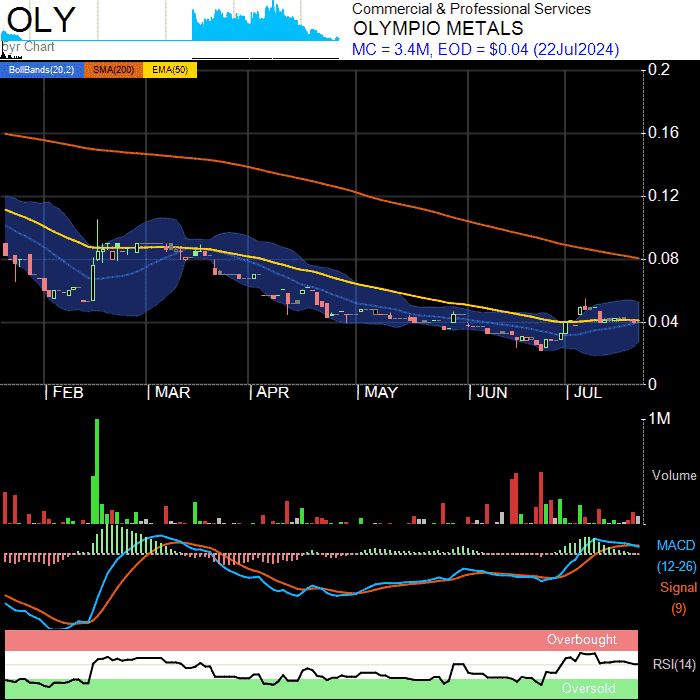 OLY
Commercial & Professional Services
OLYMPIO METALS
MC = 3.4M, EOD = $0.04 (22Jul2024)
byr Chart
BollBands(20,2) SMA(200) EMA(50)
0.2
0.16
0.12
0.08
0.04
0
FEB MAR APR MAY JUN JUL
1M
Volume
MACD
(12-26)
Signal
(9)
Overbought
RSI(14)
Oversold